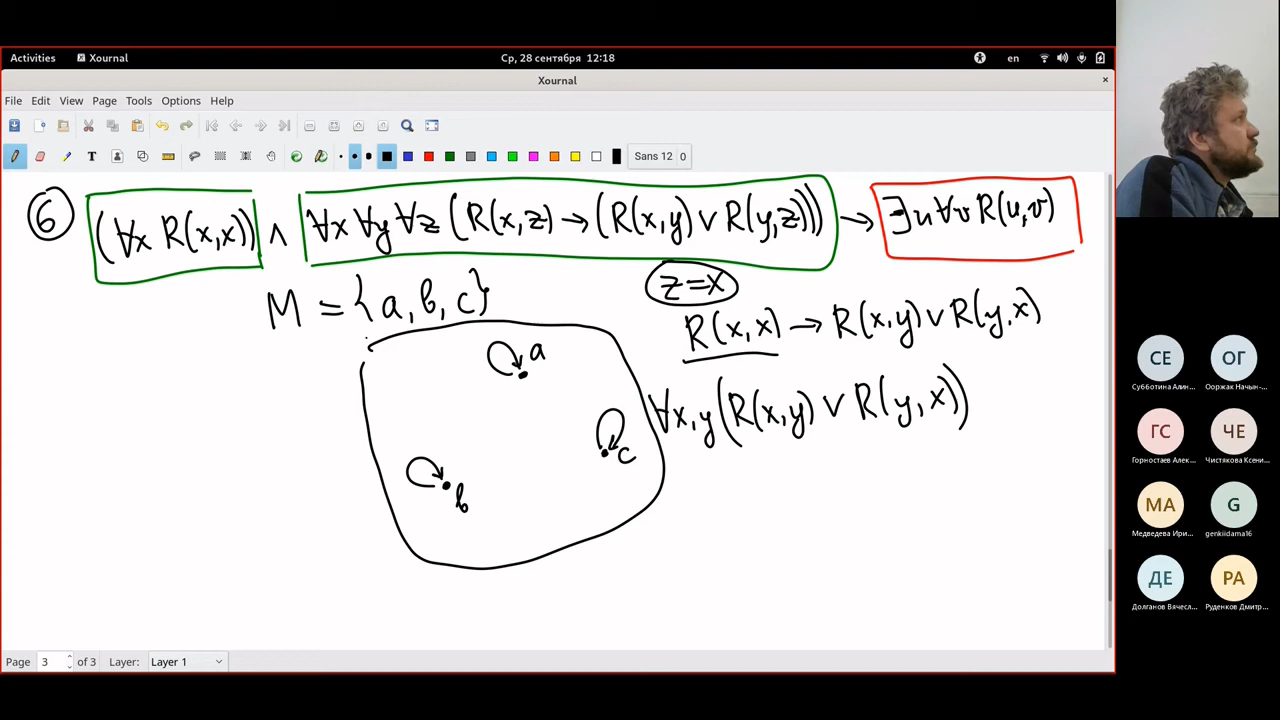 Activities Xournal Ср, 28 сентября 12:18 en
Xournal ×
File Edit View Page Tools Options Help
T Sans 12 0
⑥ (∀x R(x,x)) ∧ ∀x ∀y ∀z (R(x,z) → (R(x,y) ∨ R(y,z))) → ∃u ∀v R(u,v)
M = {a, b, c}
z = x
R(x,x) → R(x,y) ∨ R(y,x)
a
∀x,y (R(x,y) ∨ R(y,x))
c
b
СЕ ОГ
Субботина Алин... Ооржак Начын-...
ГС ЧЕ
Горностаев Алек... Чистякова Ксени...
МА G
Медведева Ири... genkiidama16
ДЕ РА
Долганов Вячесл... Руденков Дмитр...
Page 3 of 3 Layer: Layer 1